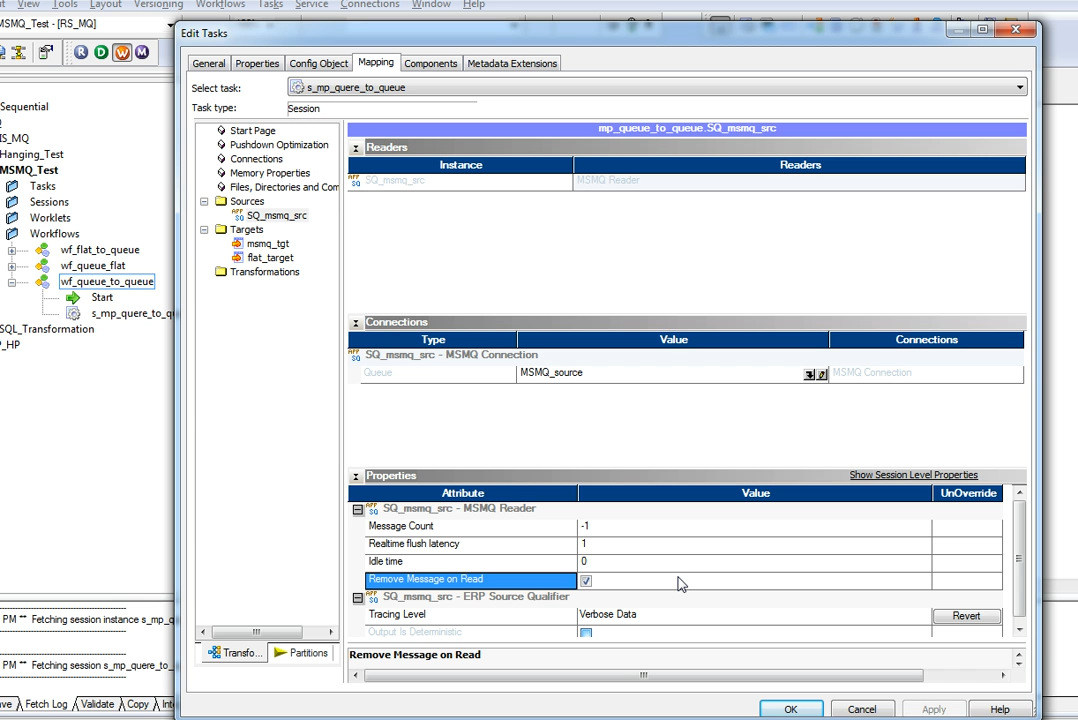 View Tools Layout Versioning Workflows Tasks Service Connections Window Help
MSMQ_Test - [RS_MQ]
R D W M
Sequential
IS_MQ
Hanging_Test
MSMQ_Test
Tasks
Sessions
Worklets
Workflows
wf_flat_to_queue
wf_queue_flat
wf_queue_to_queue
Start
s_mp_quere_to_qu
SQL_Transformation
P_HP
PM ** Fetching session instance s_mp_q
PM ** Fetching session s_mp_quere_to_
ave Fetch Log Validate Copy Int
Edit Tasks
General Properties Config Object Mapping Components Metadata Extensions
Select task: s_mp_quere_to_queue
Task type: Session
Start Page
Pushdown Optimization
Connections
Memory Properties
Files, Directories and Com
Sources
SQ_msmq_src
Targets
msmq_tgt
flat_target
Transformations
Transfo... Partitions
mp_queue_to_queue.SQ_msmq_src
Readers
Instance Readers
SQ_msmq_src MSMQ Reader
Connections
Type Value Connections
SQ_msmq_src - MSMQ Connection
Queue MSMQ_source MSMQ Connection
Properties Show Session Level Properties
Attribute Value UnOverride
SQ_msmq_src - MSMQ Reader
Message Count -1
Realtime flush latency 1
Idle time 0
Remove Message on Read
SQ_msmq_src - ERP Source Qualifier
Tracing Level Verbose Data Revert
Output Is Deterministic
Remove Message on Read
OK Cancel Apply Help